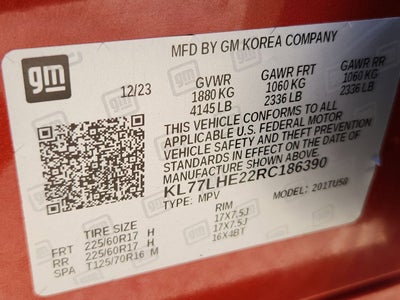 gm
MFD BY GM KOREA COMPANY
12/23
GVWR GAWR FRT GAWR RR
1880 KG 1060 KG 1060 KG
4145 LB 2336 LB 2336 LB
THIS VEHICLE CONFORMS TO ALL
APPLICABLE U.S. FEDERAL MOTOR
VEHICLE SAFETY AND THEFT PREVENTION
STANDARDS IN EFFECT ON THE DATE OF
MANUFACTURE SHOWN ABOVE.
KL77LHE22RC186390
TYPE: MPV MODEL: 201TU58
TIRE SIZE RIM
FRT 225/60R17 H 17X7.5J
RR 225/60R17 H 17X7.5J
SPA T125/70R16 M 16X4BT